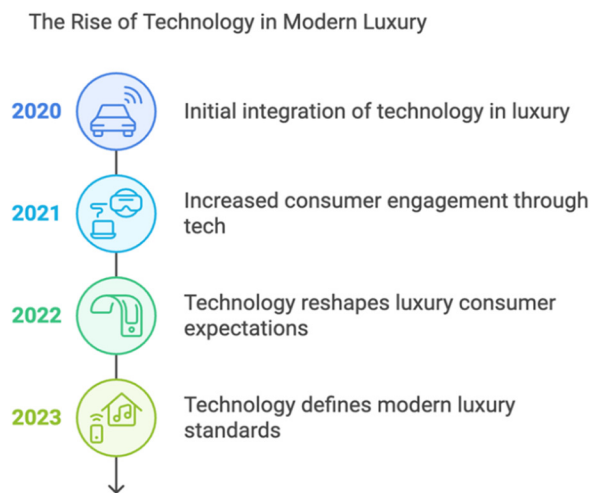 The Rise of Technology in Modern Luxury
2020
Initial integration of technology in luxury
2021
Increased consumer engagement through
tech
2022
Technology reshapes luxury consumer
expectations
2023
Technology defines modern luxury
standards